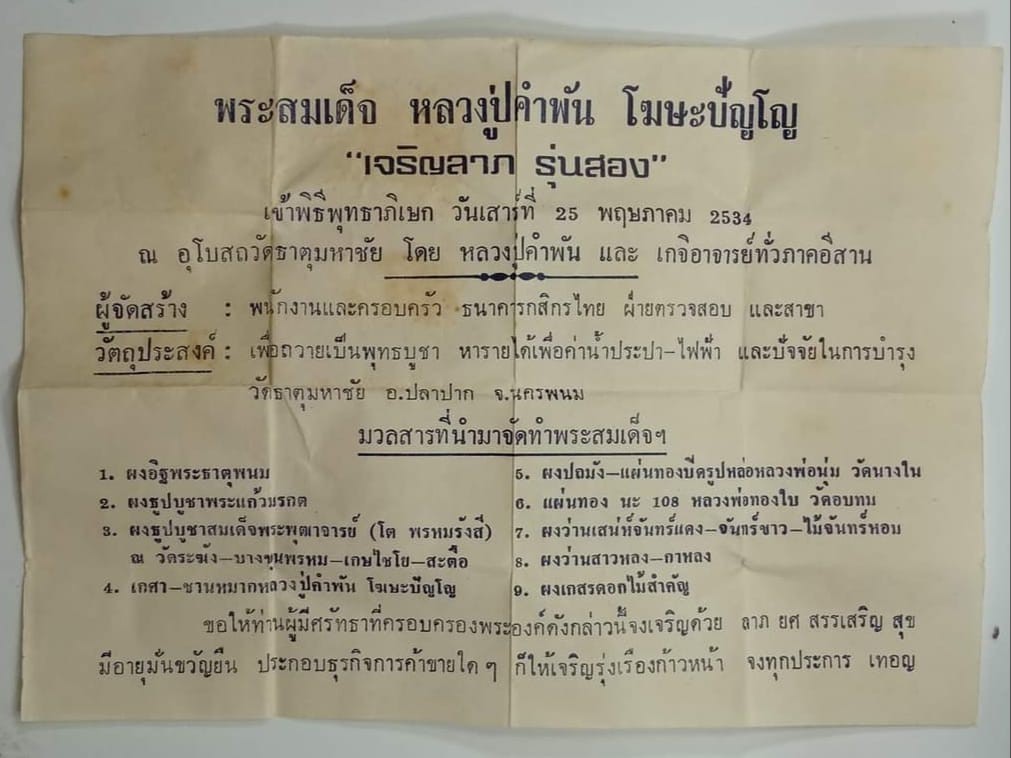 พระสมเด็จ หลวงปู่คำพัน โฆษะปัญโญ
"เจริญลาภ รุ่นสอง"
เข้าพิธีพุทธาภิเษก วันเสาร์ที่ 25 พฤษภาคม 2534
ณ อุโบสถวัดธาตุมหาชัย โดย หลวงปู่คำพัน และ เกจิอาจารย์ทั่วภาคอีสาน
ผู้จัดสร้าง : พนักงานและครอบครัว ธนาคารกสิกรไทย ฝ่ายตรวจสอบ และสาขา
วัตถุประสงค์ : เพื่อถวายเป็นพุทธบูชา หารายได้เพื่อค่าน้ำประปา-ไฟฟ้า และปัจจัยในการบำรุง
วัดธาตุมหาชัย อ.ปลาปาก จ.นครพนม
มวลสารที่นำมาจัดทำพระสมเด็จฯ
1. ผงอิฐพระธาตุพนม
2. ผงธูปบูชาพระแก้วมรกต
3. ผงธูปบูชาสมเด็จพระพุฒาจารย์ (โต พรหมรังสี)
ณ วัดระฆัง-บางขุนพรหม-เกษไชโย-สะตือ
4. เกศา-ชานหมากหลวงปู่คำพัน โฆษะปัญโญ
5. ผงปถมัง-แผ่นทองปิดรูปหล่อหลวงพ่อนุ่ม วัดนางใน
6. แผ่นทอง นะ 108 หลวงพ่อทองใบ วัดอบทม
7. ผงว่านเสน่ห์จันทร์แดง-จันทร์ขาว-ไม้จันทร์หอม
8. ผงว่านสาวหลง-กาหลง
9. ผงเกสรดอกไม้สำคัญ
ขอให้ท่านผู้มีศรัทธาที่ครอบครองพระองค์ดังกล่าวนี้จงเจริญด้วย ลาภ ยศ สรรเสริญ สุข
มีอายุมั่นขวัญยืน ประกอบธุรกิจการค้าขายใด ๆ ก็ให้เจริญรุ่งเรืองก้าวหน้า จงทุกประการ เทอญ